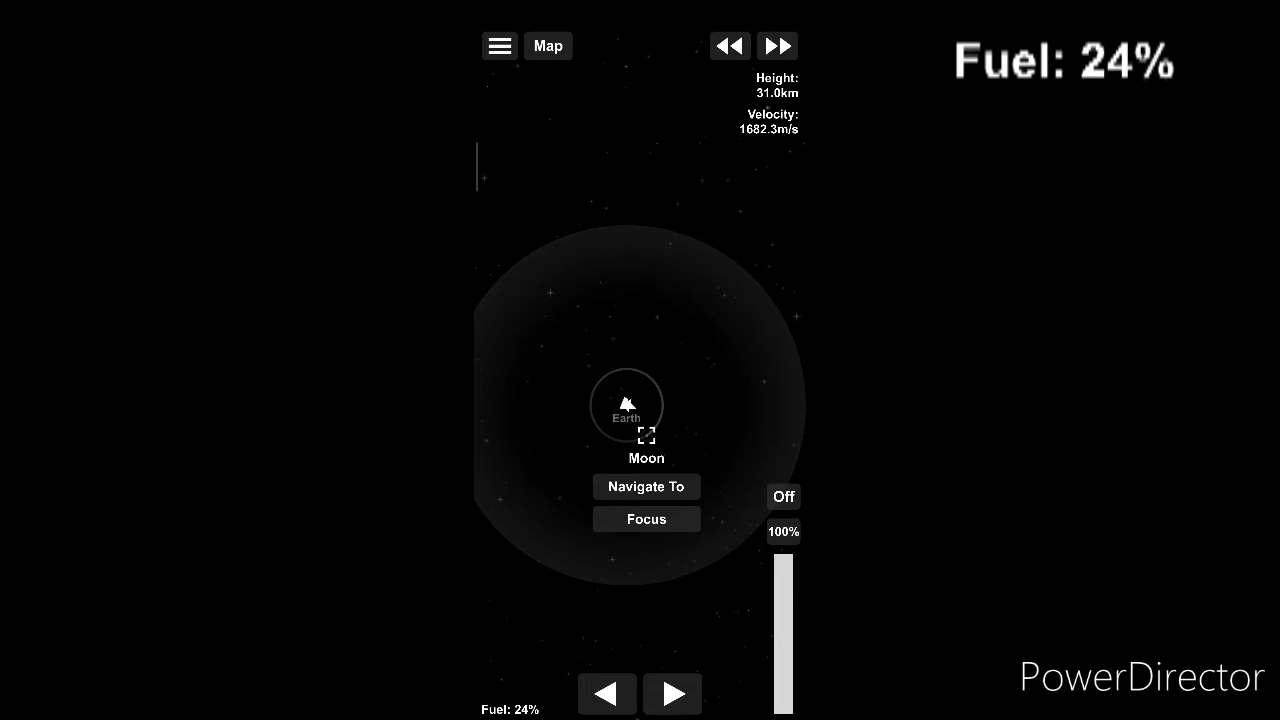 Map
Fuel: 24%
Height:
31.0km
Velocity:
1682.3m/s
Earth
Moon
Navigate To
Focus
Off
100%
Fuel: 24%
PowerDirector